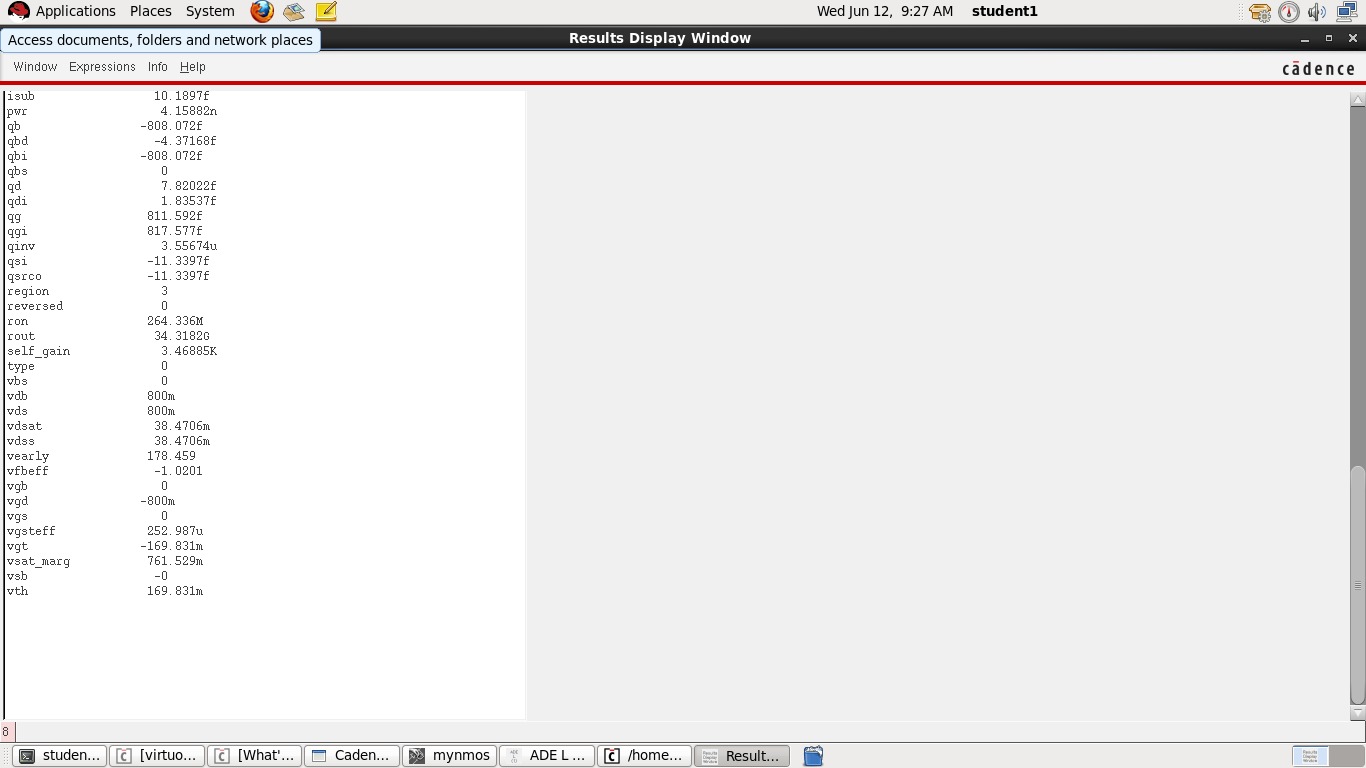 Applications Places System Wed Jun 12, 9:27 AM student1
Access documents, folders and network places
Results Display Window
Window Expressions Info Help cādence
isub 10.1897f
pwr 4.15882n
qb -808.072f
qbd -4.37168f
qbi -808.072f
qbs 0
qd 7.82022f
qdi 1.83537f
qg 811.592f
qgi 817.577f
qinv 3.55674u
qsi -11.3397f
qsrco -11.3397f
region 3
reversed 0
ron 264.336M
rout 34.3182G
self_gain 3.46885K
type 0
vbs 0
vdb 800m
vds 800m
vdsat 38.4706m
vdss 38.4706m
vearly 178.459
vfbeff -1.0201
vgb 0
vgd -800m
vgs 0
vgsteff 252.987u
vgt -169.831m
vsat_marg 761.529m
vsb -0
vth 169.831m
8
studen... [virtuo... [What'... Caden... mynmos ADE L ... /home... Result...